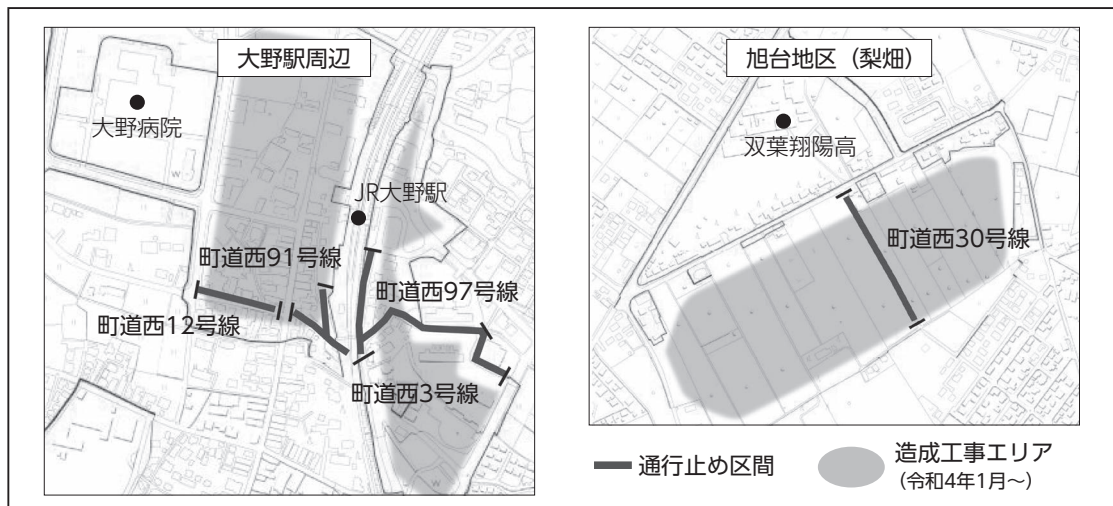 大野駅周辺
大野病院
JR大野駅
町道西91号線
町道西97号線
町道西12号線
町道西3号線
旭台地区（梨畑）
双葉翔陽高
町道西30号線
通行止め区間
造成工事エリア
（令和4年1月～）